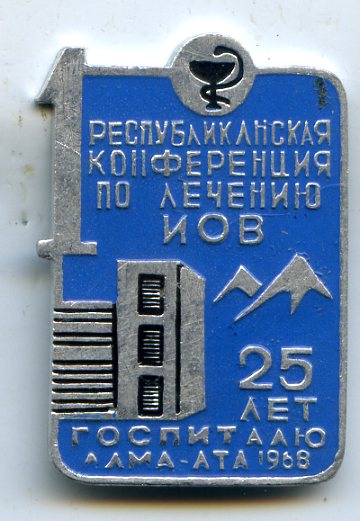 1
РЕСПУБЛИКАНСКАЯ
КОНФЕРЕНЦИЯ
ПО ЛЕЧЕНИЮ
ИОВ
25
ЛЕТ
ГОСПИТАЛЮ
АЛМА-АТА 1968